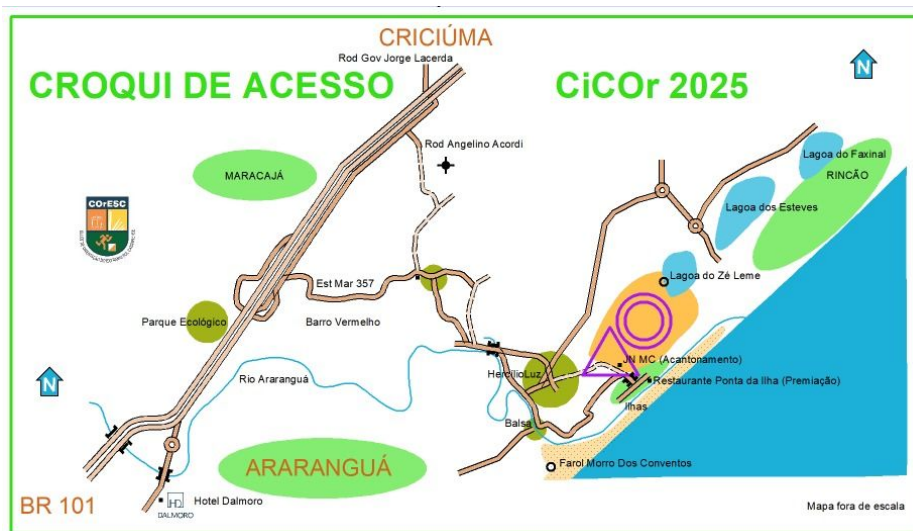 CRICIÚMA
Rod Gov Jorge Lacerda
N
CROQUI DE ACESSO
CiCOr 2025
Rod Angelino Acordi
Lagoa do Faxinal
RINCÃO
MARACAJÁ
Lagoa dos Esteves
COrESC
Lagoa do Zé Leme
Est Mar 357
Parque Ecológico
Barro Vermelho
JN MC (Acantonamento)
HercílioLuz
Restaurante Ponta da Ilha (Premiação)
N
Rio Araranguá
ilhas
Balsa
ARARANGUÁ
Farol Morro Dos Conventos
BR 101
HD
Hotel Dalmoro
DALMORO
Mapa fora de escala